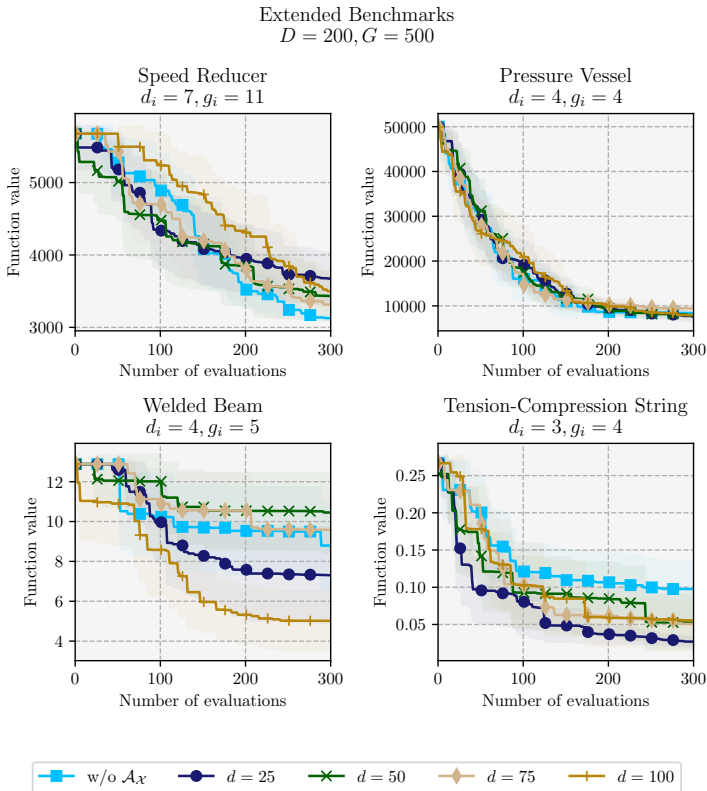 Extended Benchmarks
D = 200, G = 500
Speed Reducer
d_i = 7, g_i = 11
Function value
5000
4000
3000
0 100 200 300
Number of evaluations
Pressure Vessel
d_i = 4, g_i = 4
Function value
50000
40000
30000
20000
10000
0 100 200 300
Number of evaluations
Welded Beam
d_i = 4, g_i = 5
Function value
12
10
8
6
4
0 100 200 300
Number of evaluations
Tension-Compression String
d_i = 3, g_i = 4
Function value
0.25
0.20
0.15
0.10
0.05
0 100 200 300
Number of evaluations
w/o 𝒜_𝒳 d = 25 d = 50 d = 75 d = 100